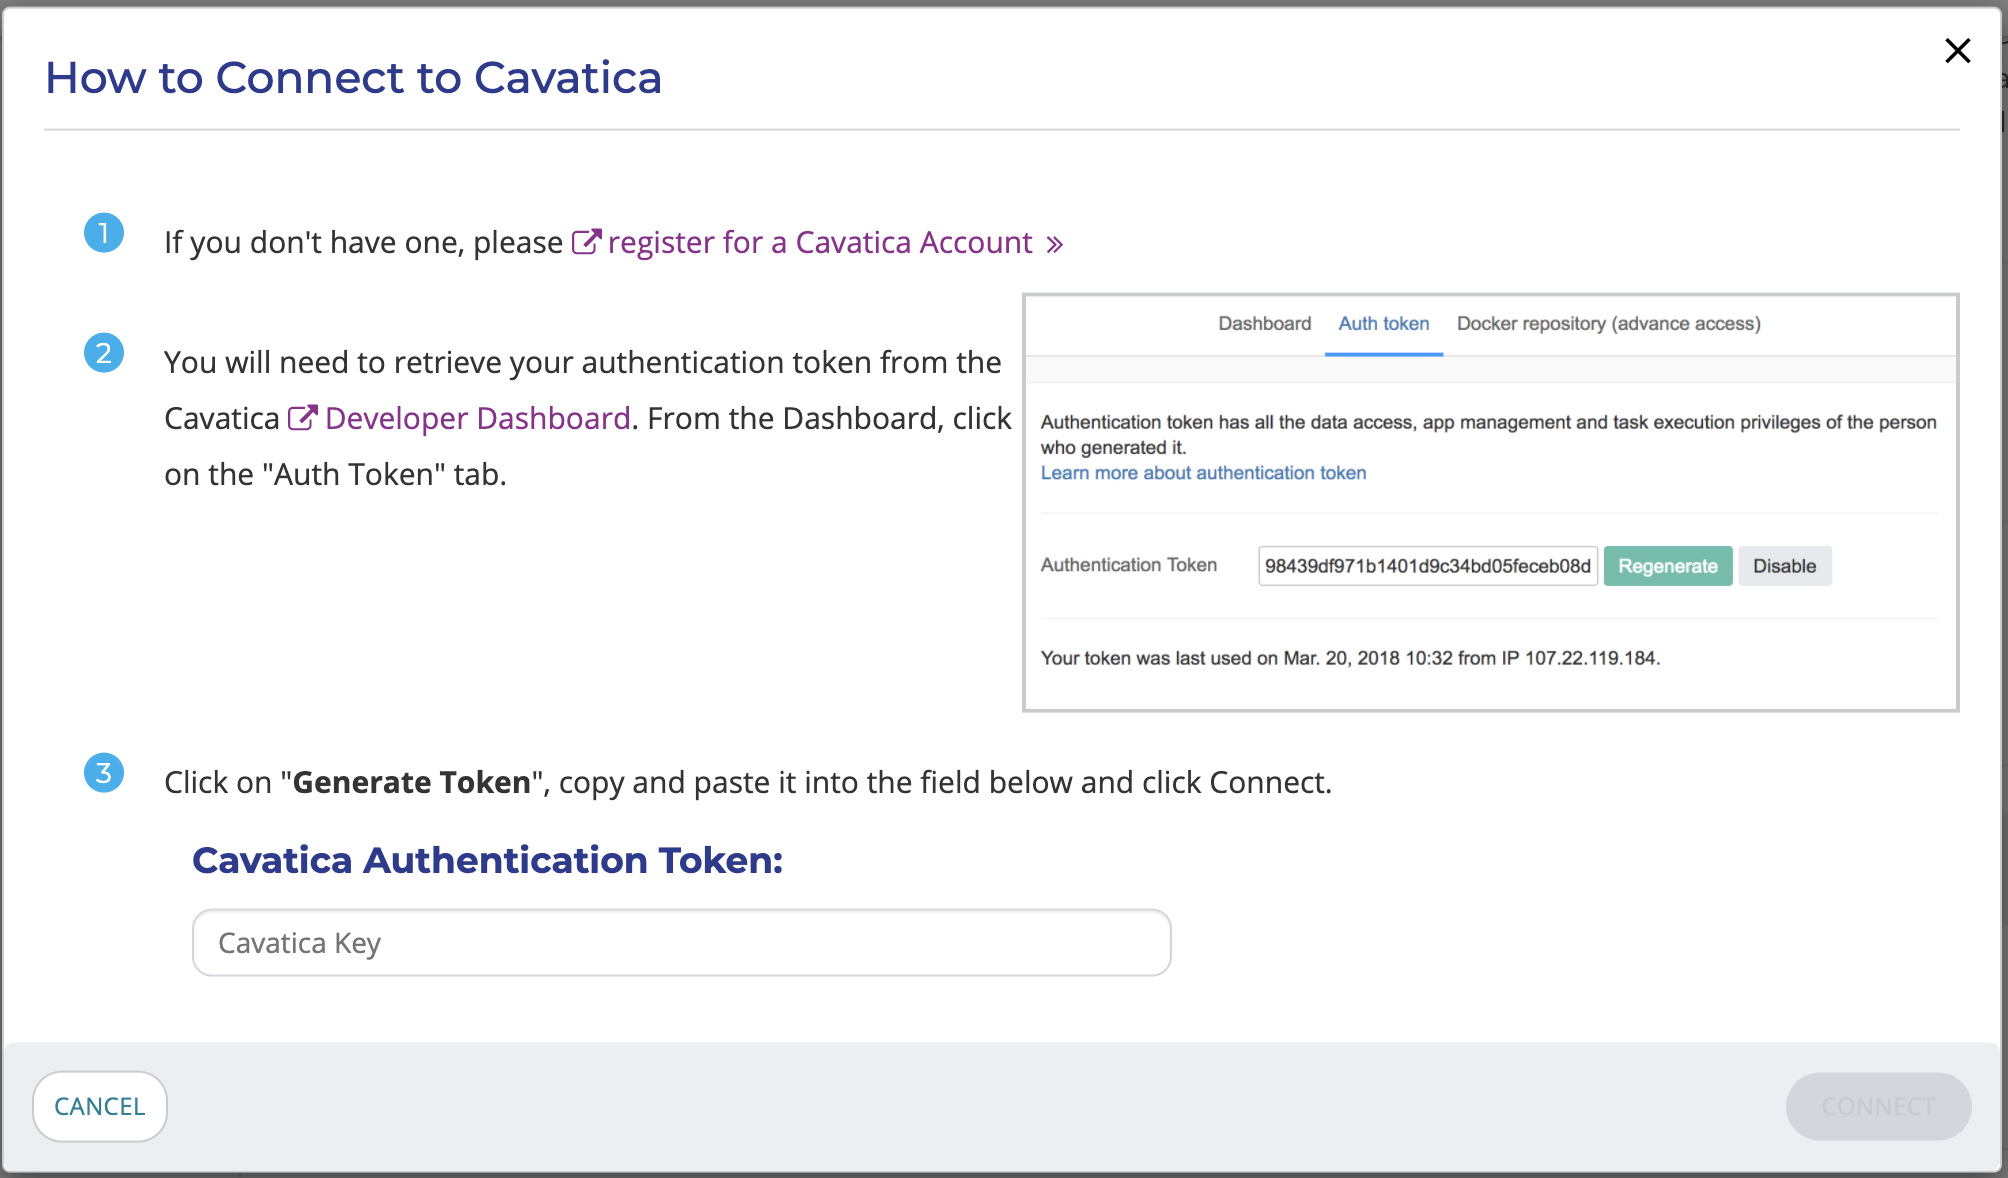 How to Connect to Cavatica
1
If you don't have one, please register for a Cavatica Account »
2
You will need to retrieve your authentication token from the
Cavatica Developer Dashboard. From the Dashboard, click
on the "Auth Token" tab.
Dashboard Auth token Docker repository (advance access)
Authentication token has all the data access, app management and task execution privileges of the person
who generated it.
Learn more about authentication token
Authentication Token 98439df971b1401d9c34bd05feceb08d Regenerate Disable
Your token was last used on Mar. 20, 2018 10:32 from IP 107.22.119.184.
3
Click on "Generate Token", copy and paste it into the field below and click Connect.
Cavatica Authentication Token:
Cavatica Key
CANCEL
CONNECT